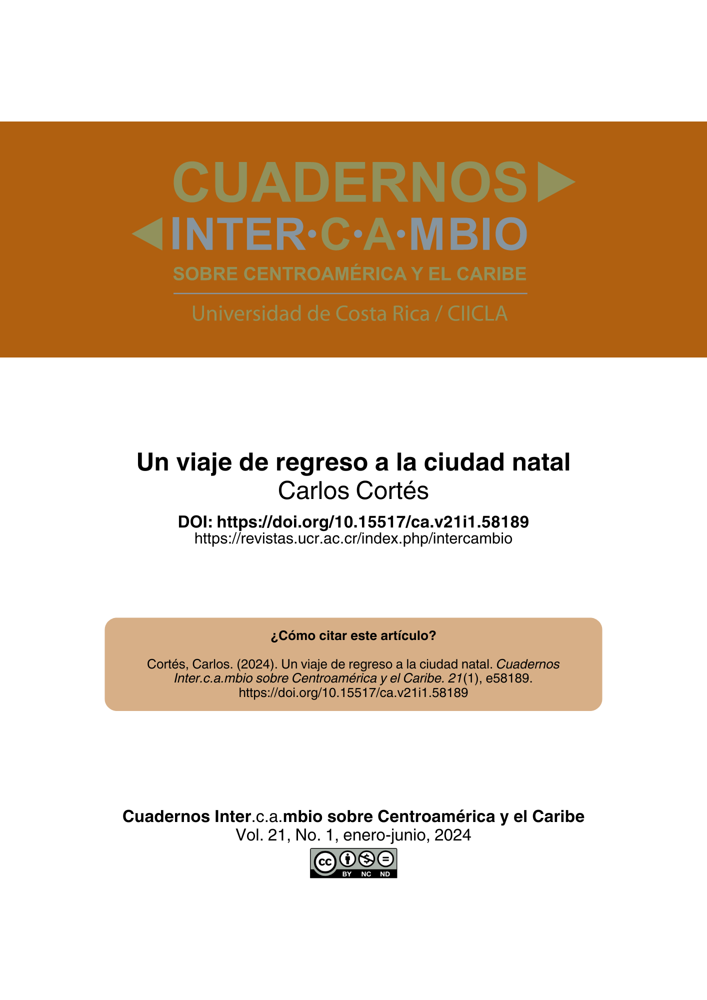 CUADERNOS
INTER·C·A·MBIO
SOBRE CENTROAMÉRICA Y EL CARIBE
Universidad de Costa Rica / CIICLA
Un viaje de regreso a la ciudad natal
Carlos Cortés
DOI: https://doi.org/10.15517/ca.v21i1.58189
https://revistas.ucr.ac.cr/index.php/intercambio
¿Cómo citar este artículo?
Cortés, Carlos. (2024). Un viaje de regreso a la ciudad natal. Cuadernos
Inter.c.a.mbio sobre Centroamérica y el Caribe. 21(1), e58189.
https://doi.org/10.15517/ca.v21i1.58189
Cuadernos Inter.c.a.mbio sobre Centroamérica y el Caribe
Vol. 21, No. 1, enero-junio, 2024
cc
BY NC ND